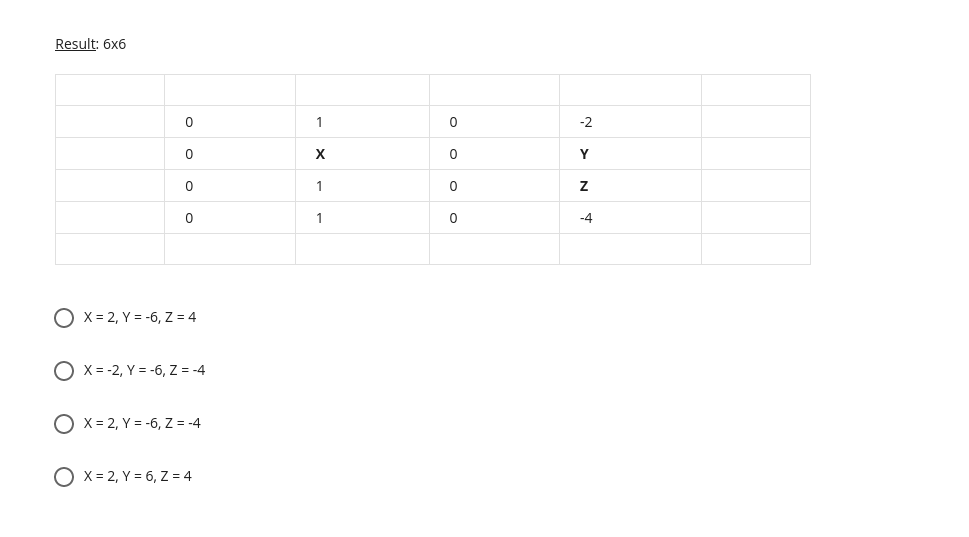 Result: 6x6
0 1 0 -2
0 X 0 Y
0 1 0 Z
0 1 0 -4
X = 2, Y = -6, Z = 4
X = -2, Y = -6, Z = -4
X = 2, Y = -6, Z = -4
X = 2, Y = 6, Z = 4